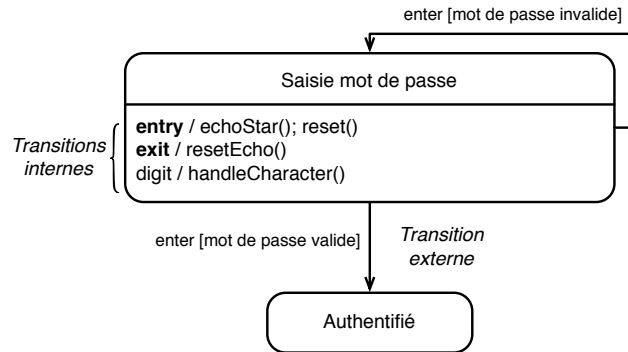 enter [mot de passe invalide]
Saisie mot de passe
Transitions
internes
entry / echoStar(); reset()
exit / resetEcho()
digit / handleCharacter()
enter [mot de passe valide]
Transition
externe
Authentifié